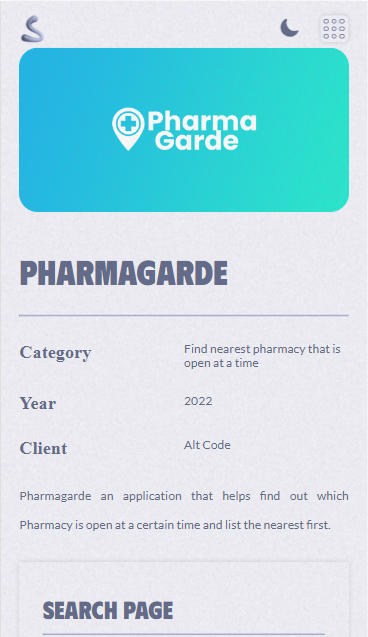 Pharma
Garde
PHARMAGARDE
Category
Find nearest pharmacy that is
open at a time
Year
2022
Client
Alt Code
Pharmagarde an application that helps find out which
Pharmacy is open at a certain time and list the nearest first.
SEARCH PAGE